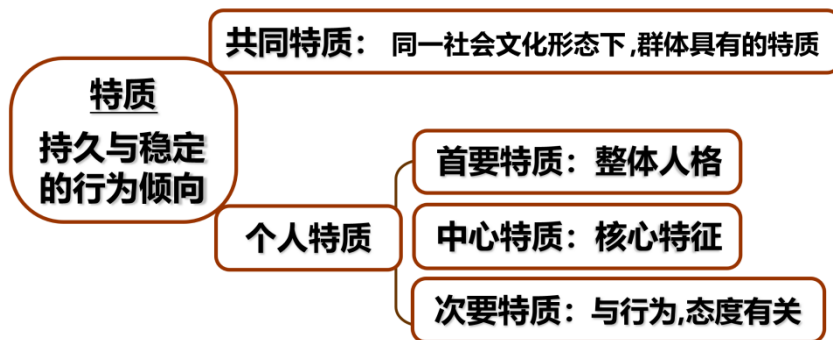 共同特质： 同一社会文化形态下,群体具有的特质
特质
持久与稳定
的行为倾向
首要特质：整体人格
个人特质
中心特质：核心特征
次要特质：与行为,态度有关